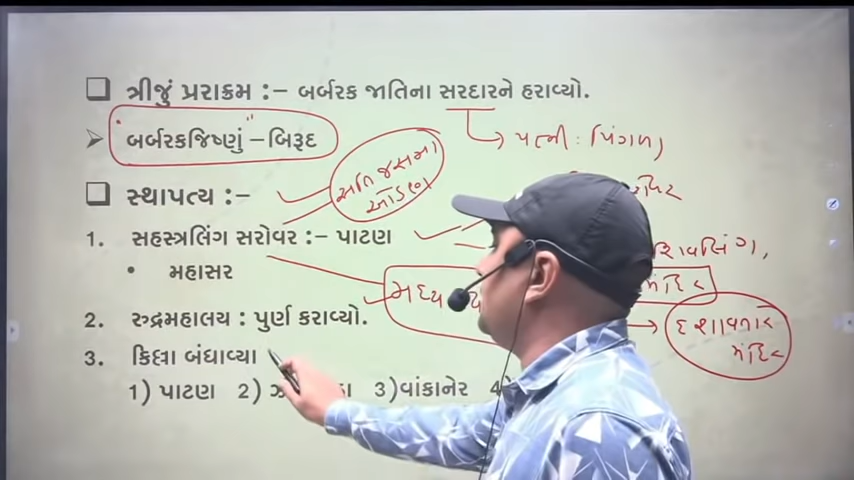 ❑ ત્રીજું પરાક્રમ :- બર્બરક જાતિના સરદારને હરાવ્યો.
➢ બર્બરકજિષ્ણું - બિરૂદ
પત્ની : પિંગળા
❑ સ્થાપત્ય :-
1. સહસ્ત્રલિંગ સરોવર :- પાટણ
શિવલિંગ,
• મહાસર
મધ્ય
મંદિર
2. રુદ્રમહાલય : પુર્ણ કરાવ્યો.
દશાવતાર
મંદિર
3. કિલ્લા બંધાવ્યા
1) પાટણ 2) 3)વાંકાનેર